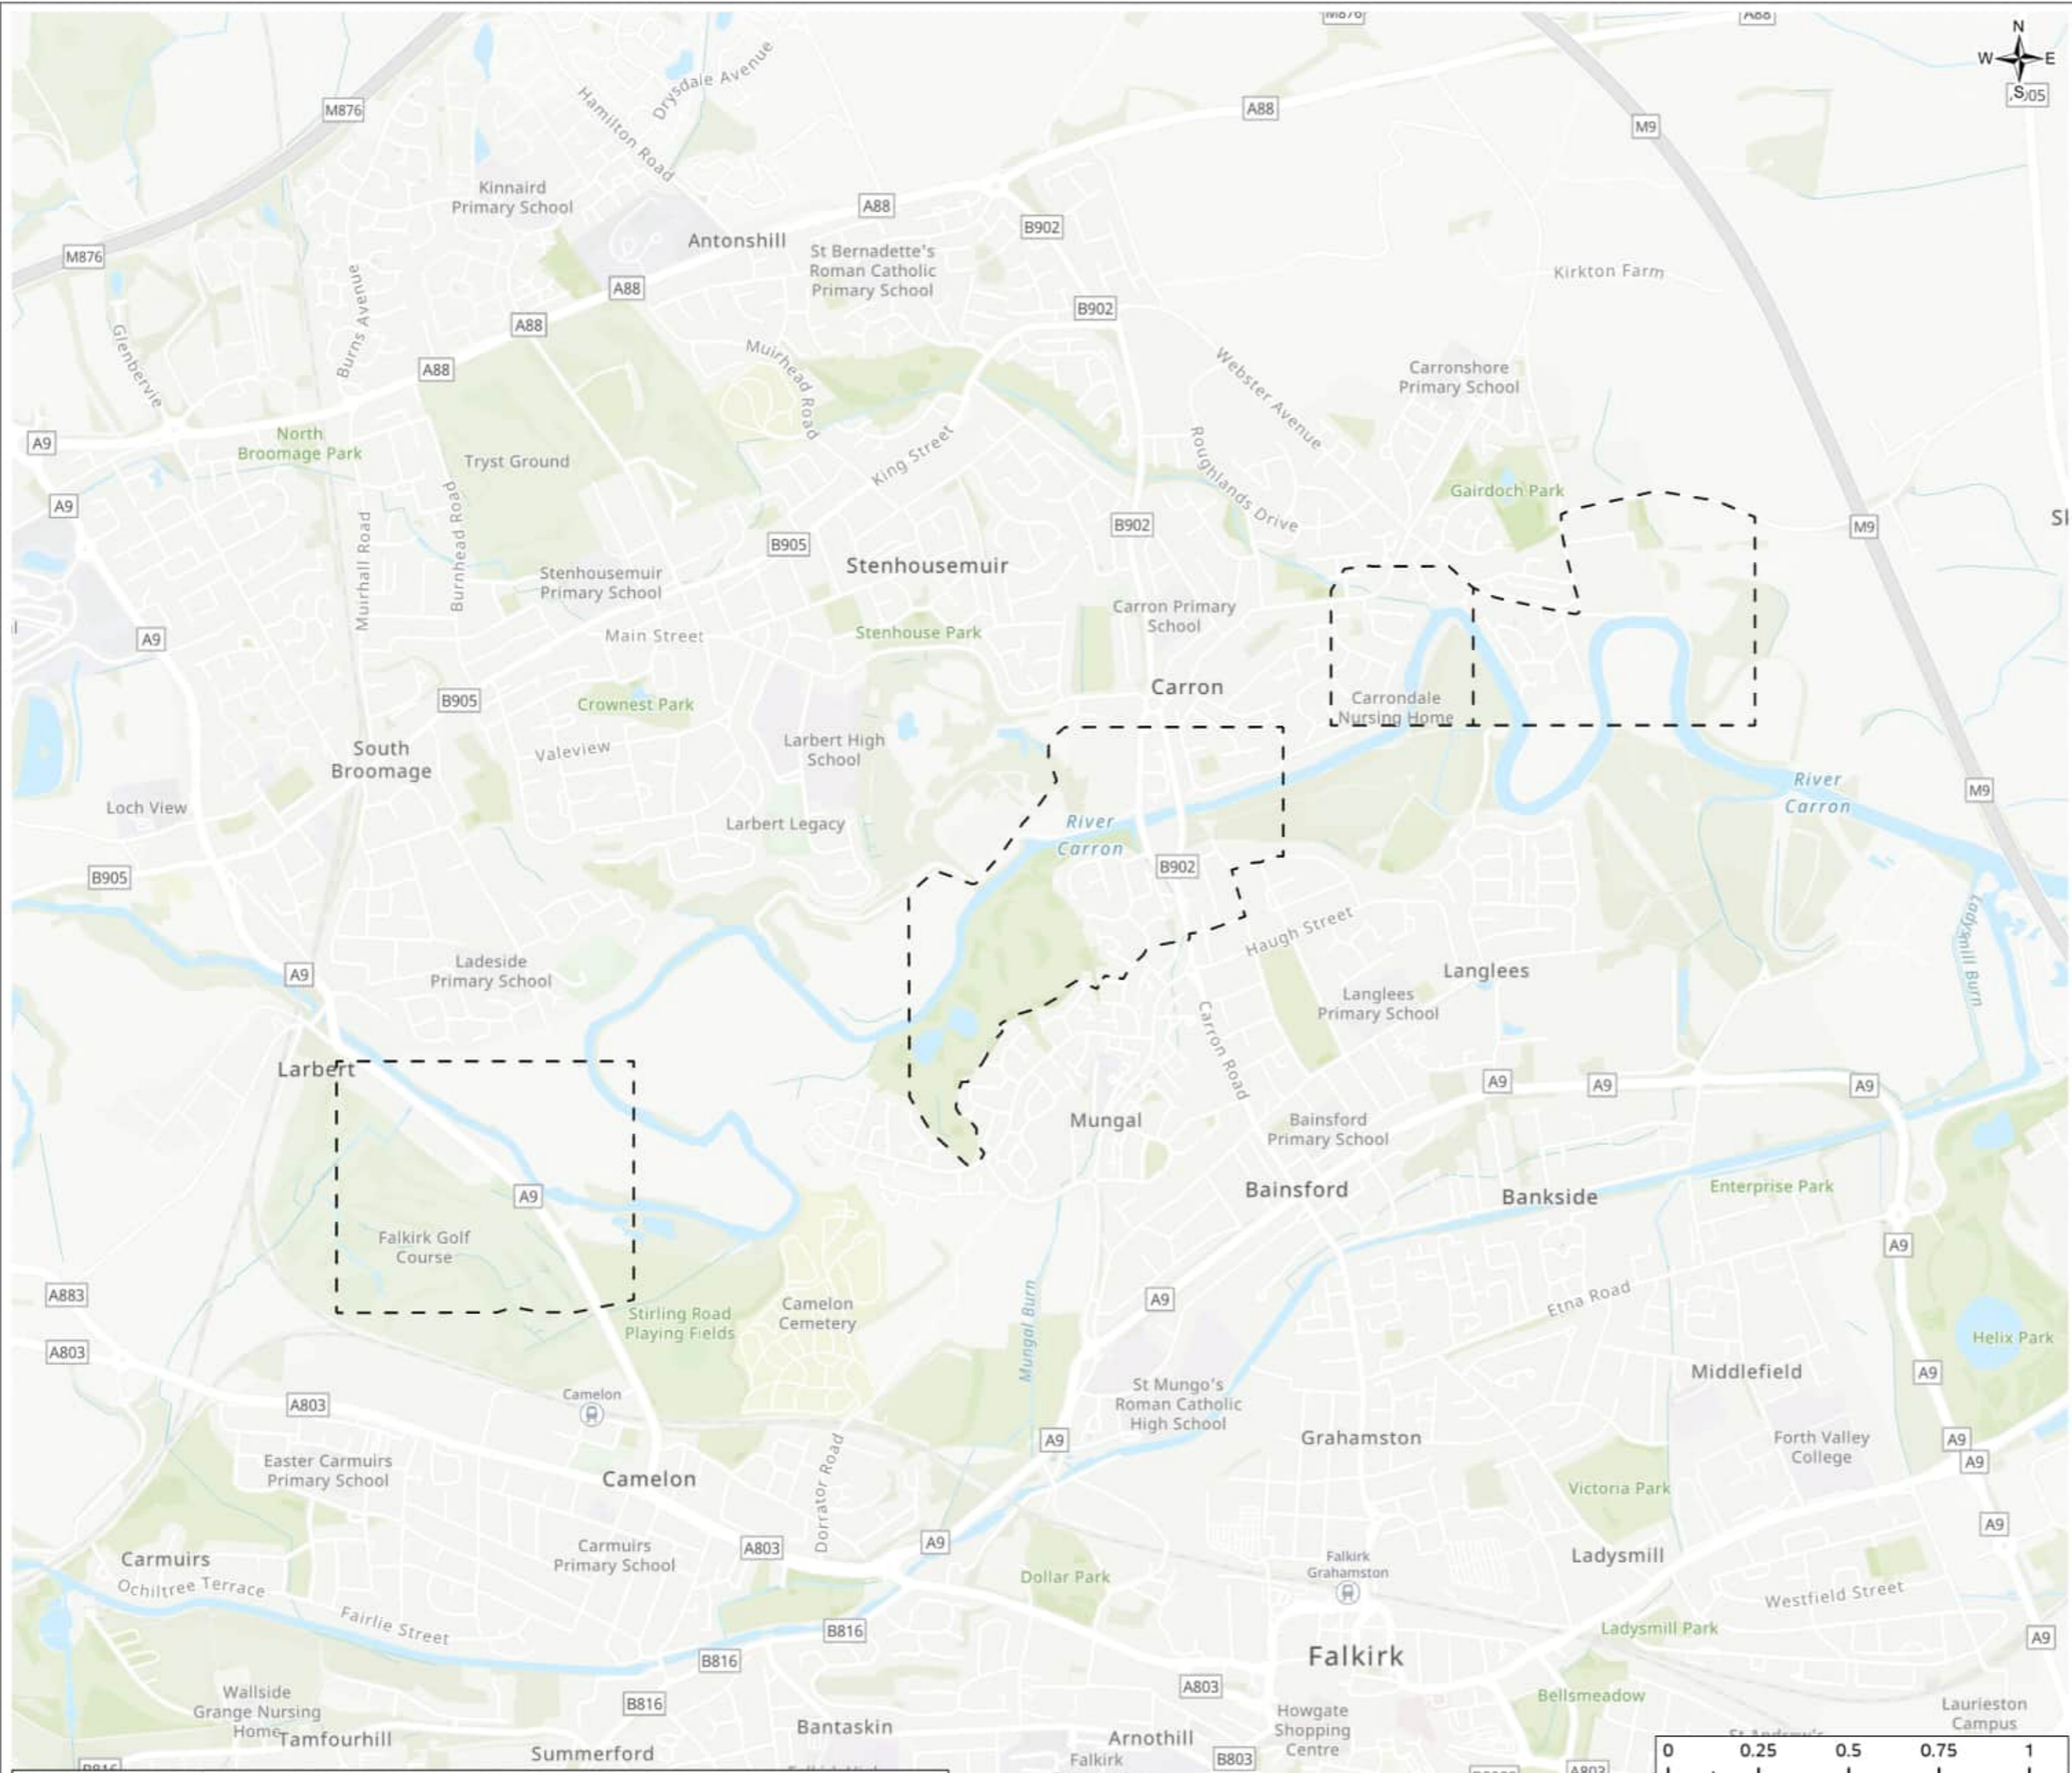 M876
A88
N
W
E
S
Drysdale Avenue
Hamilton Road
M876
A88
M9
Kinnaird
Primary School
A88
B902
Antonshill
St Bernadette's
Roman Catholic
Primary School
M876
Kirkton Farm
A88
B902
A88
Burns Avenue
Glenbervie
A88
Muirhead Road
Webster Avenue
Carronshore
Primary School
A9
North
Broomage Park
Tryst Ground
King Street
Roughlands Drive
Gairdoch Park
A9
Muirhall Road
Burnhead Road
B905
B902
M9
Stenhousemuir
Stenhousemuir
Primary School
Carron Primary
School
A9
Main Street
Stenhouse Park
Carron
B905
Crownest Park
Carrondale
Nursing Home
South
Broomage
Valeview
Larbert High
School
River
Carron
M9
Loch View
Larbert Legacy
River
Carron
B905
B902
Haugh Street
Ladysmill Burn
A9
Ladeside
Primary School
Langlees
Langlees
Primary School
Carron Road
Larbert
A9
A9
A9
Mungal
Bainsford
Primary School
A9
Bainsford
Bankside
Enterprise Park
Falkirk Golf
Course
A9
A883
Stirling Road
Playing Fields
Camelon
Cemetery
Mungal Burn
A9
Etna Road
Helix Park
A803
Middlefield
A9
A803
Camelon
St Mungo's
Roman Catholic
High School
A9
Grahamston
Forth Valley
College
A9
A9
Easter Carmuirs
Primary School
Camelon
Dorrator Road
Victoria Park
A9
Carmuirs
Carmuirs
Primary School
A803
A9
Falkirk
Grahamston
Ladysmill
Ochiltree Terrace
Dollar Park
Westfield Street
Fairlie Street
B816
Ladysmill Park
A9
B816
Falkirk
Wallside
Grange Nursing
Home
B816
A803
Bellsmeadow
Howgate
Shopping
Centre
Laurieston
Campus
Tamfourhill
Bantaskin
Arnothill
Summerford
Falkirk
B803
0 0.25 0.5 0.75 1